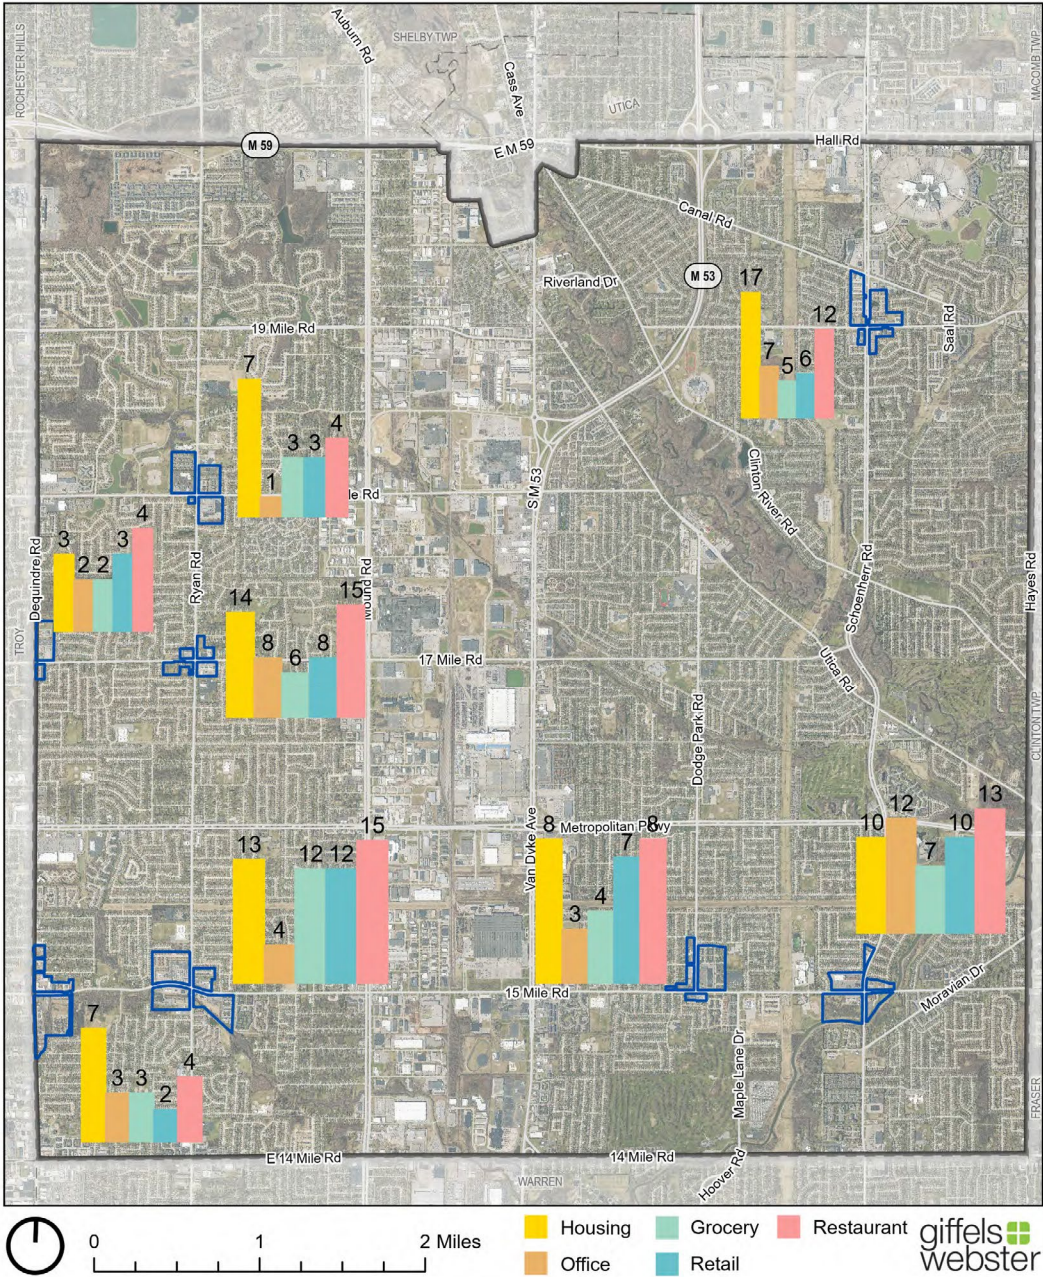 ROCHESTER HILLS
Auburn Rd
SHELBY TWP
Cass Ave
UTICA
MACOMB TWP
M 59
E M 59
Hall Rd
Canal Rd
Riverland Dr
M 53
17
7
5
6
12
Saal Rd
19 Mile Rd
7
1
3
3
4
le Rd
S M 53
Clinton River Rd
Dequindre Rd
3
2
2
3
4
Ryan Rd
Mound Rd
14
8
6
8
15
Schoenherr Rd
Hayes Rd
TROY
17 Mile Rd
Utica Rd
Dodge Park Rd
CLINTON TWP
Van Dyke Ave
Metropolitan Pkwy
13
4
12
12
15
8
3
4
7
8
10
12
7
10
13
15 Mile Rd
Moravian Dr
7
3
3
2
4
Maple Lane Dr
FRASER
E 14 Mile Rd
14 Mile Rd
Hoover Rd
WARREN
0
1
2 Miles
Housing
Office
Grocery
Retail
Restaurant
giffels
webster